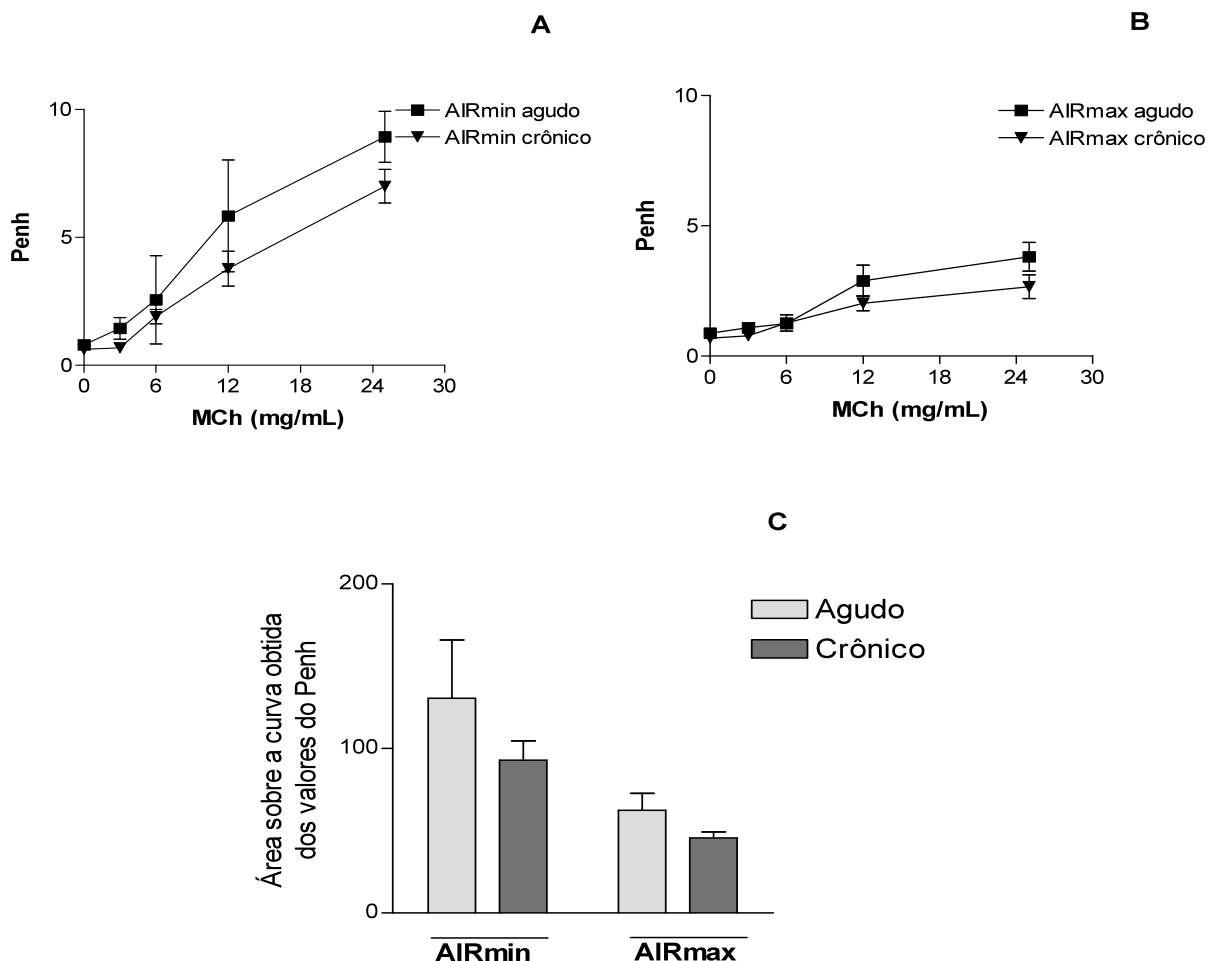 A
10
5
0
Penh
AIRmin agudo
AIRmin crônico
0 6 12 18 24 30
MCh (mg/mL)
B
10
5
0
Penh
AIRmax agudo
AIRmax crônico
0 6 12 18 24 30
MCh (mg/mL)
C
200
100
0
Área sobre a curva obtida
dos valores do Penh
Agudo
Crônico
AIRmin AIRmax